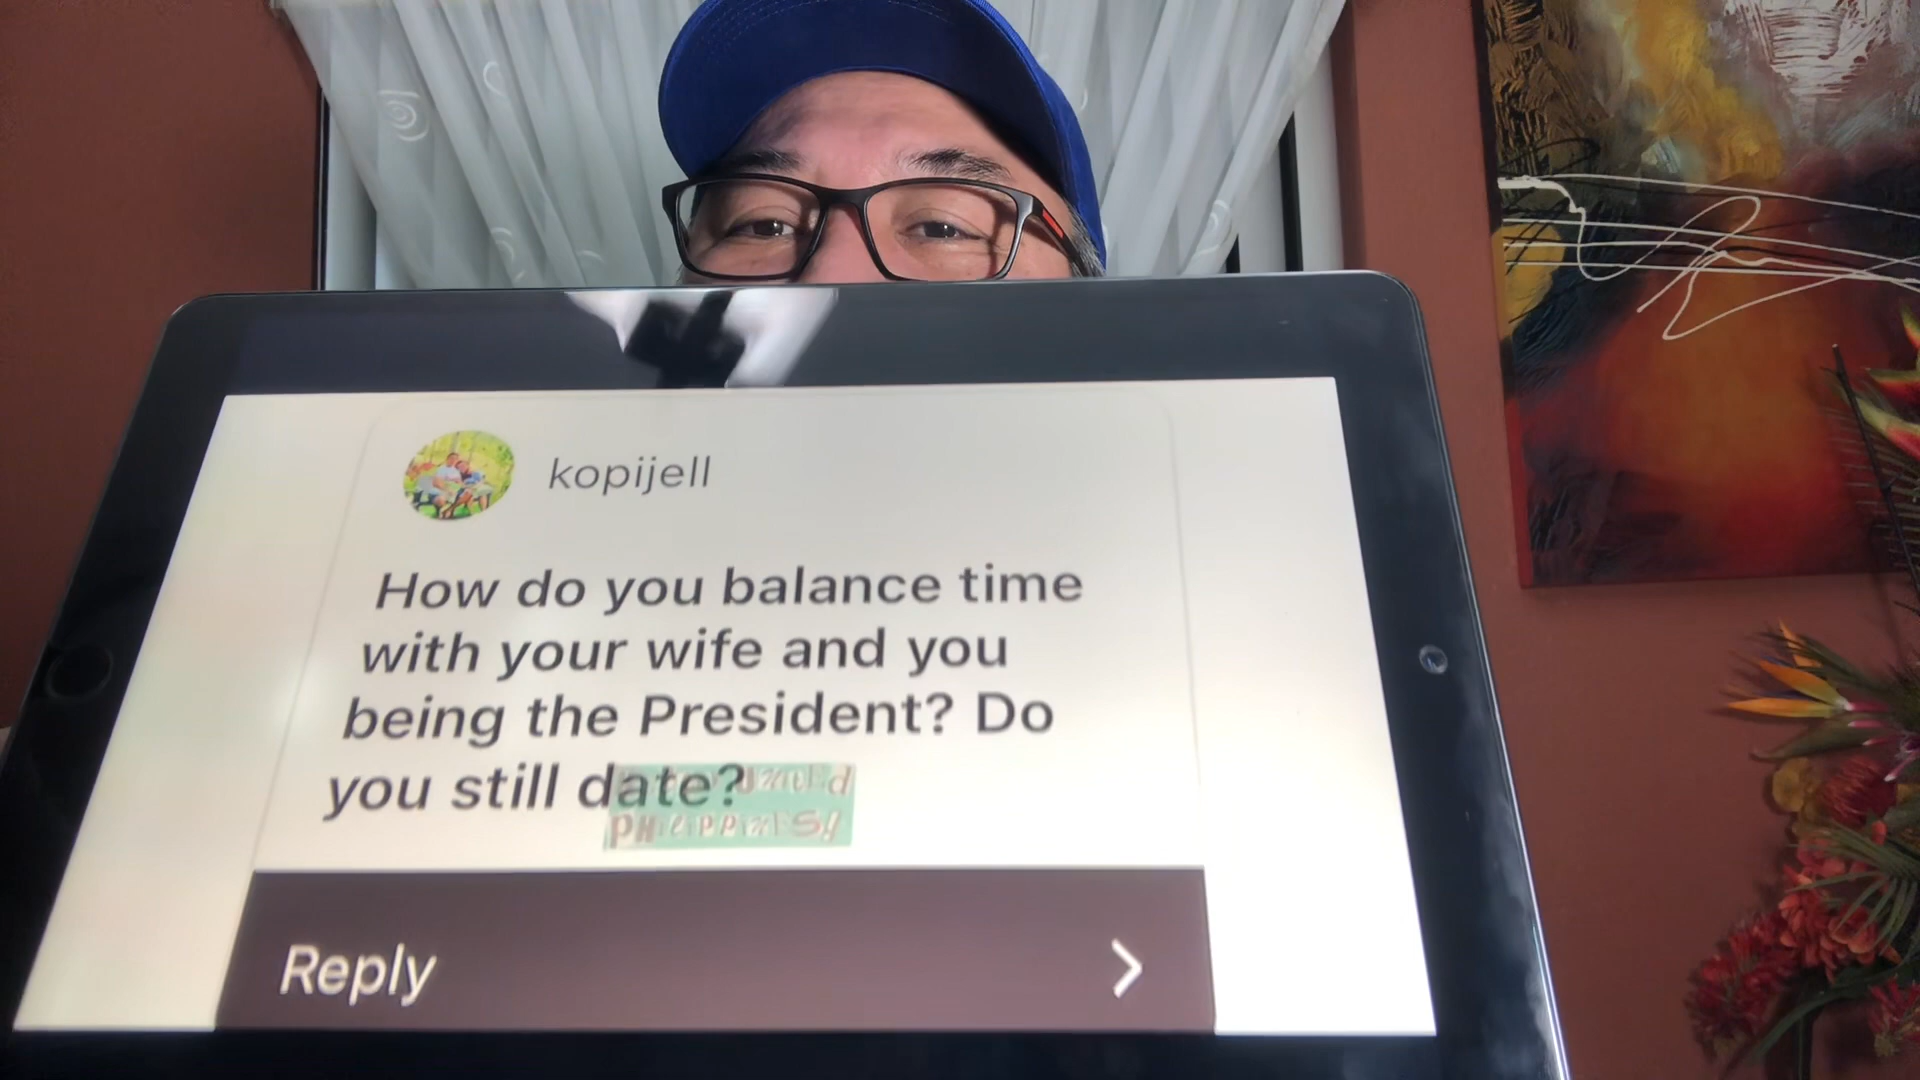 kopijell
How do you balance time
with your wife and you
being the President? Do
you still date?
PHILIPPINES!
Reply